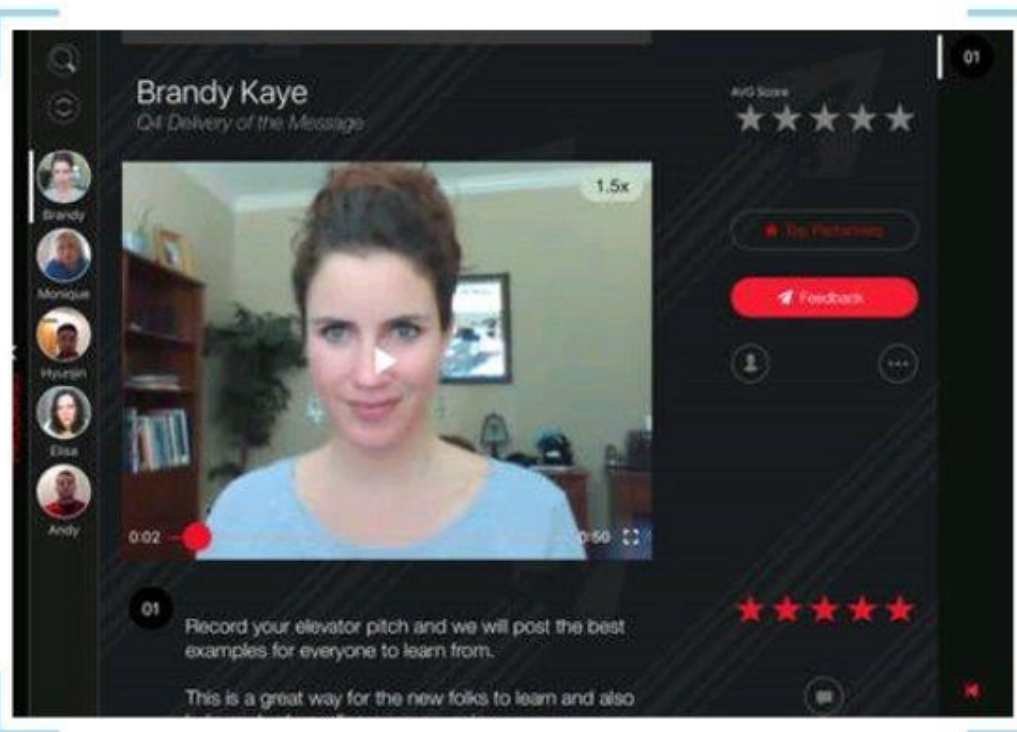 01
Brandy Kaye
Q4 Delivery of the Message
AVG Score
1.5x
Brandy
Monique
Hyunjin
Elisa
Andy
Top Performers
Feedback
0:02
0:50
01
Record your elevator pitch and we will post the best
examples for everyone to learn from.
This is a great way for the new folks to learn and also